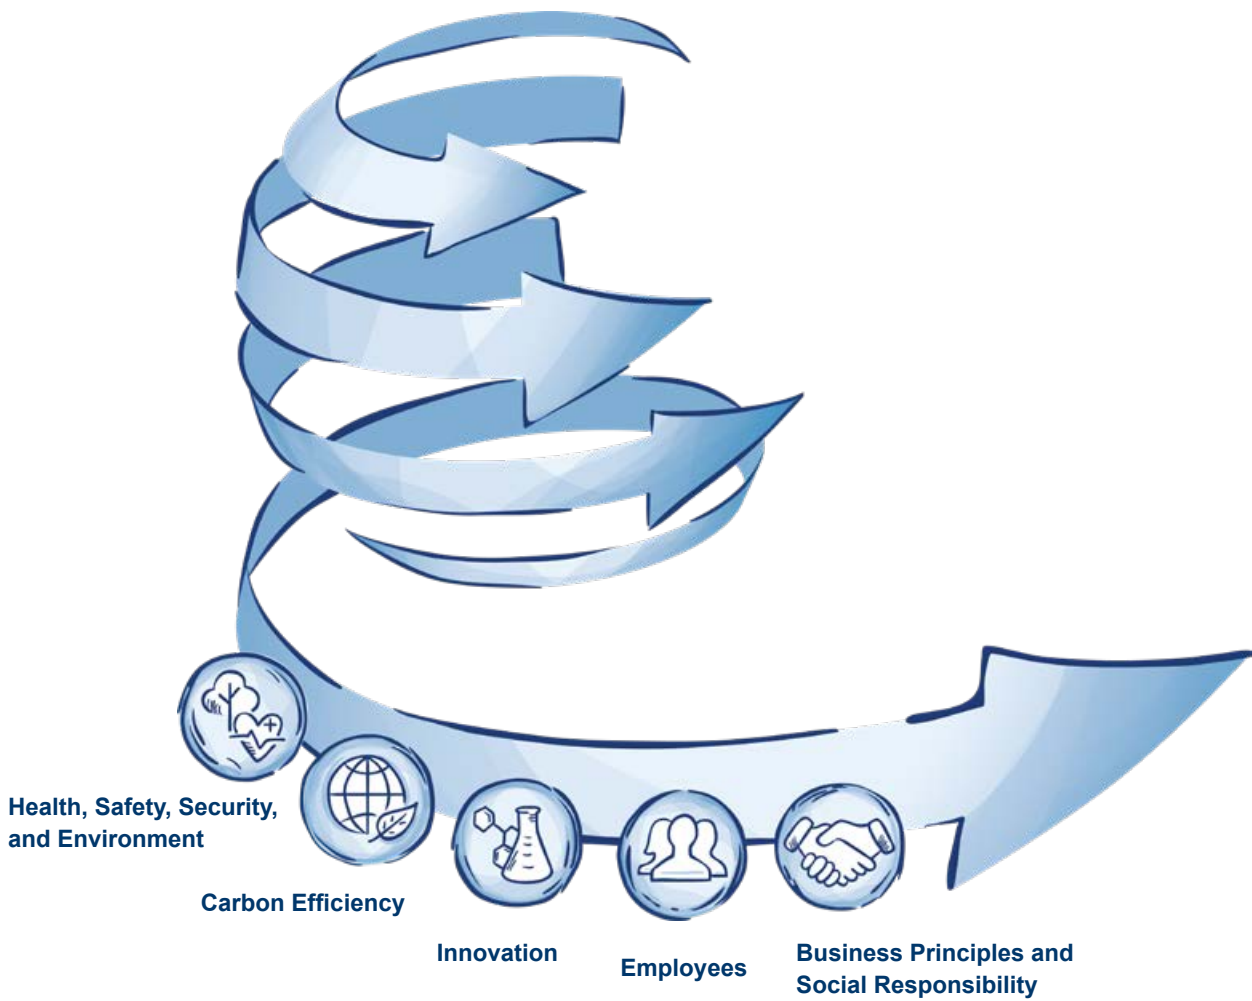 Health, Safety, Security,
and Environment
Carbon Efficiency
Innovation
Employees
Business Principles and
Social Responsibility